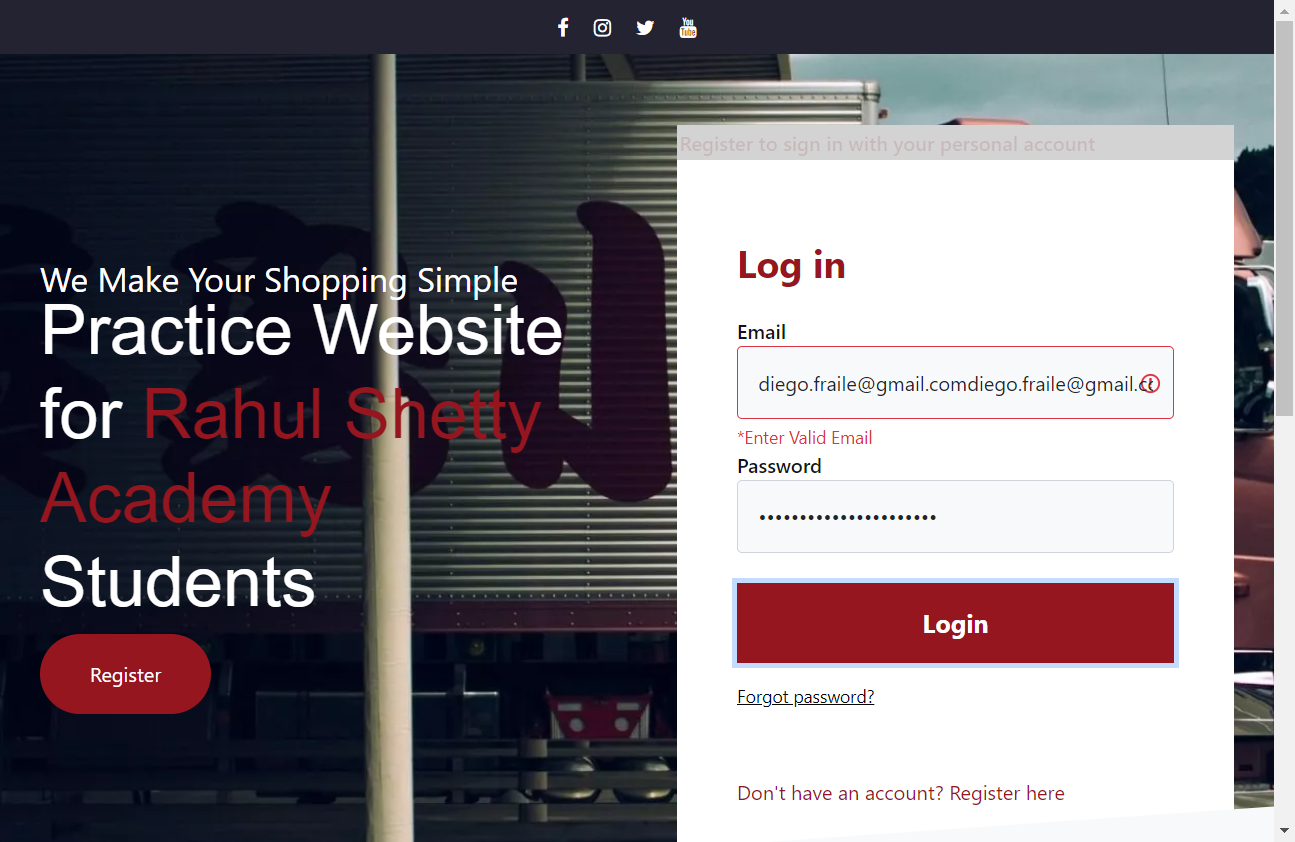 You
Tube
Register to sign in with your personal account
We Make Your Shopping Simple
Practice Website
for Rahul Shetty
Academy
Students
Register
Log in
Email
diego.fraile@gmail.comdiego.fraile@gmail.c
*Enter Valid Email
Password
Login
Forgot password?
Don't have an account? Register here